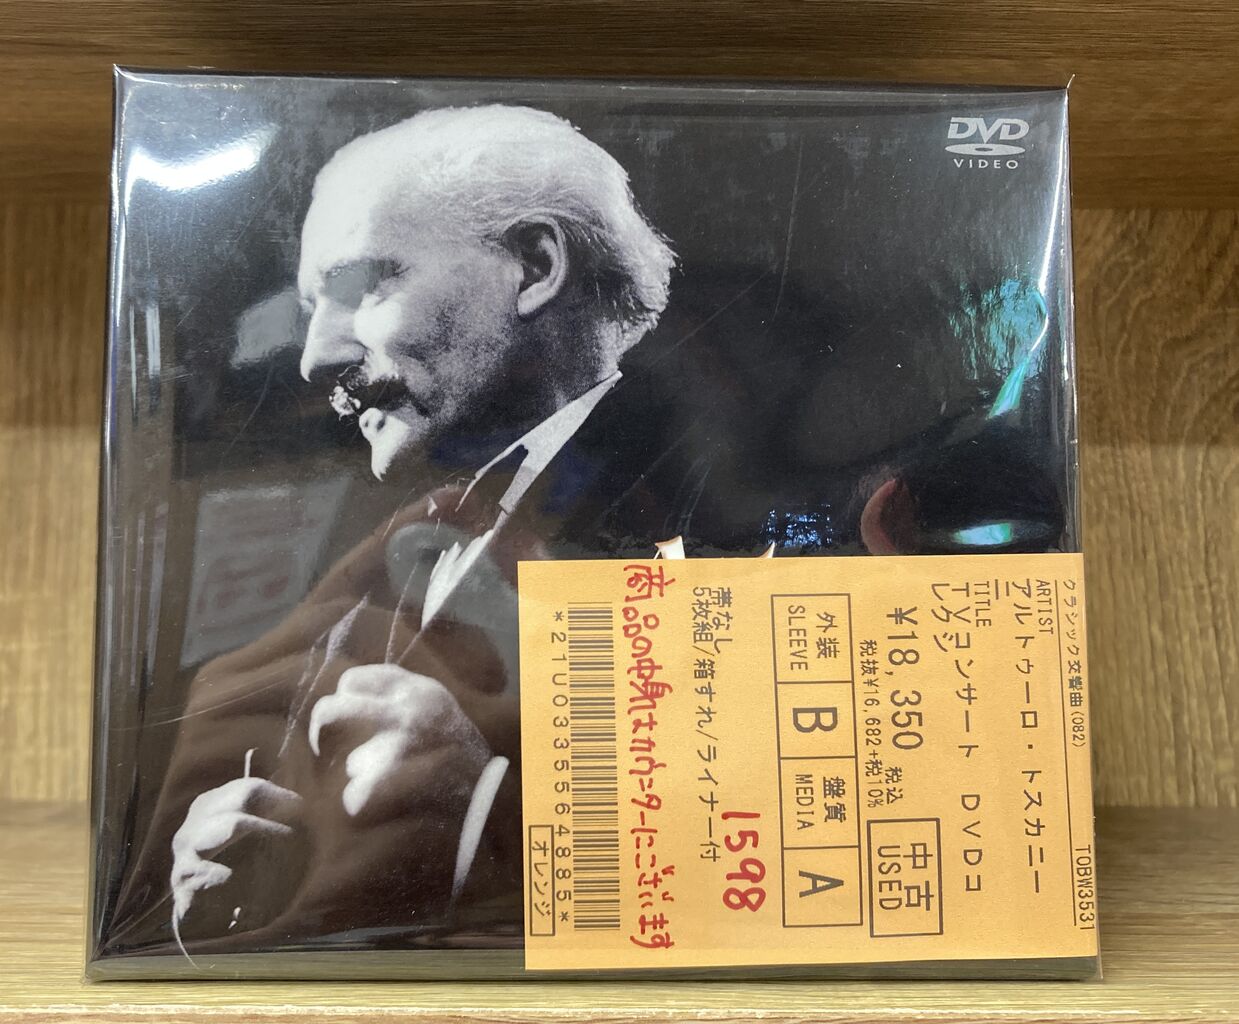 DVD
VIDEO
クラシック交響曲(082)
TOBW3531
ARTIST
アルトゥーロ・トスカニー
ニ
TITLE
TVコンサート DVDコ
レクシ
¥18,350 税込
税抜¥16,682+税10%
中古
USED
外装
SLEEVE
B
盤質
MEDIA
A
帯なし
5枚組/箱すれ/ライナー付
1598
商品の中身はカウンターにございます
*21U0335564885*
オレンジ